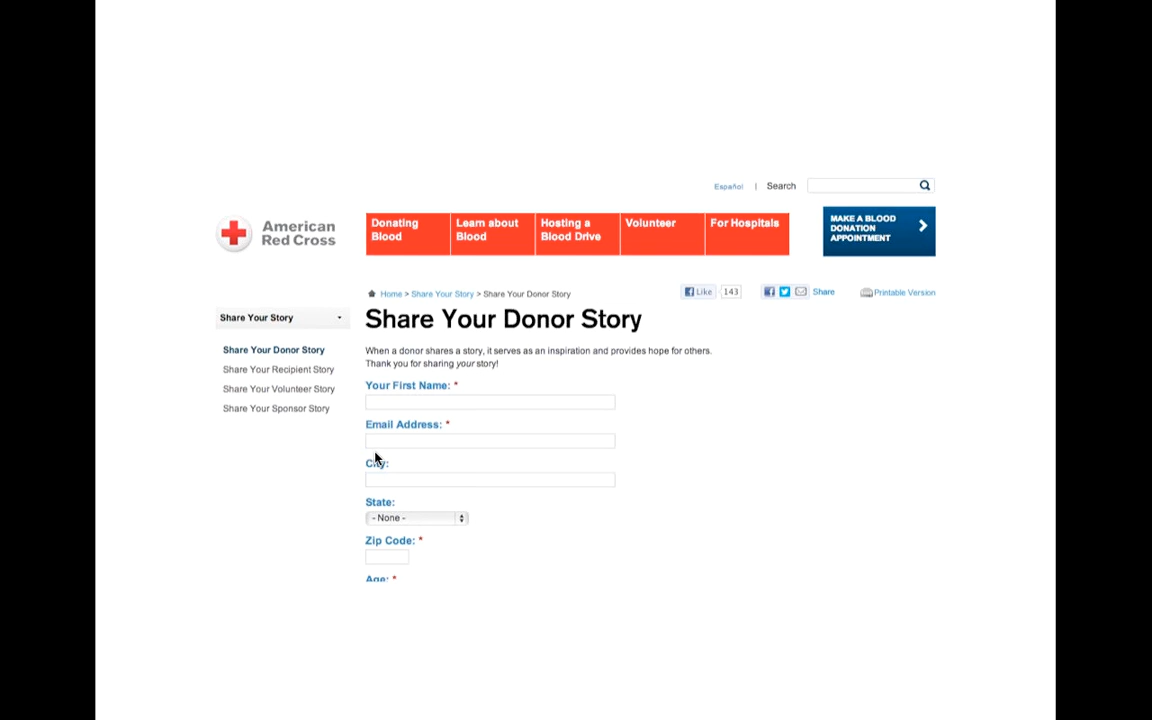 Español | Search
American
Red Cross
Donating
Blood
Learn about
Blood
Hosting a
Blood Drive
Volunteer
For Hospitals
MAKE A BLOOD
DONATION
APPOINTMENT
Home > Share Your Story > Share Your Donor Story
Like 143
Share
Printable Version
Share Your Story
Share Your Donor Story
Share Your Recipient Story
Share Your Volunteer Story
Share Your Sponsor Story
Share Your Donor Story
When a donor shares a story, it serves as an inspiration and provides hope for others.
Thank you for sharing your story!
Your First Name: *
Email Address: *
City:
State:
- None -
Zip Code: *
Age: *